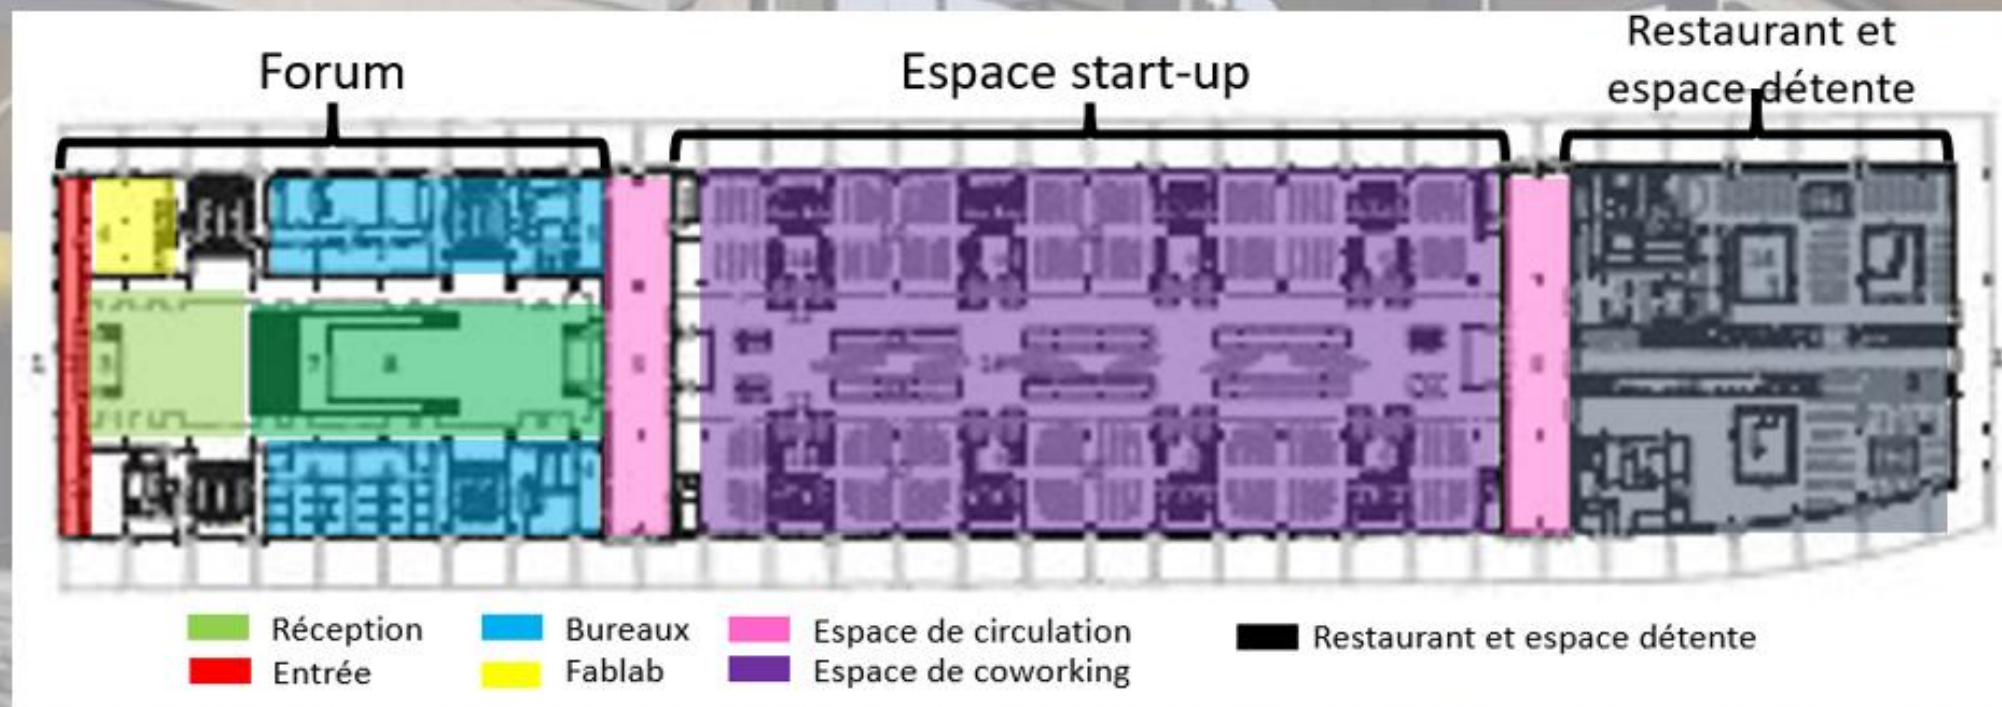 Forum
Espace start-up
Restaurant et
espace détente
Réception
Entrée
Bureaux
Fablab
Espace de circulation
Espace de coworking
Restaurant et espace détente